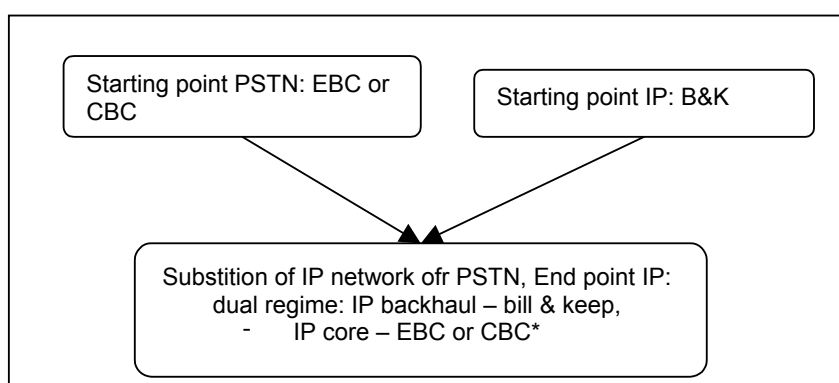 Starting point PSTN: EBC or
CBC
Starting point IP: B&K
Substition of IP network ofr PSTN, End point IP:
dual regime: IP backhaul – bill & keep,
- IP core – EBC or CBC*